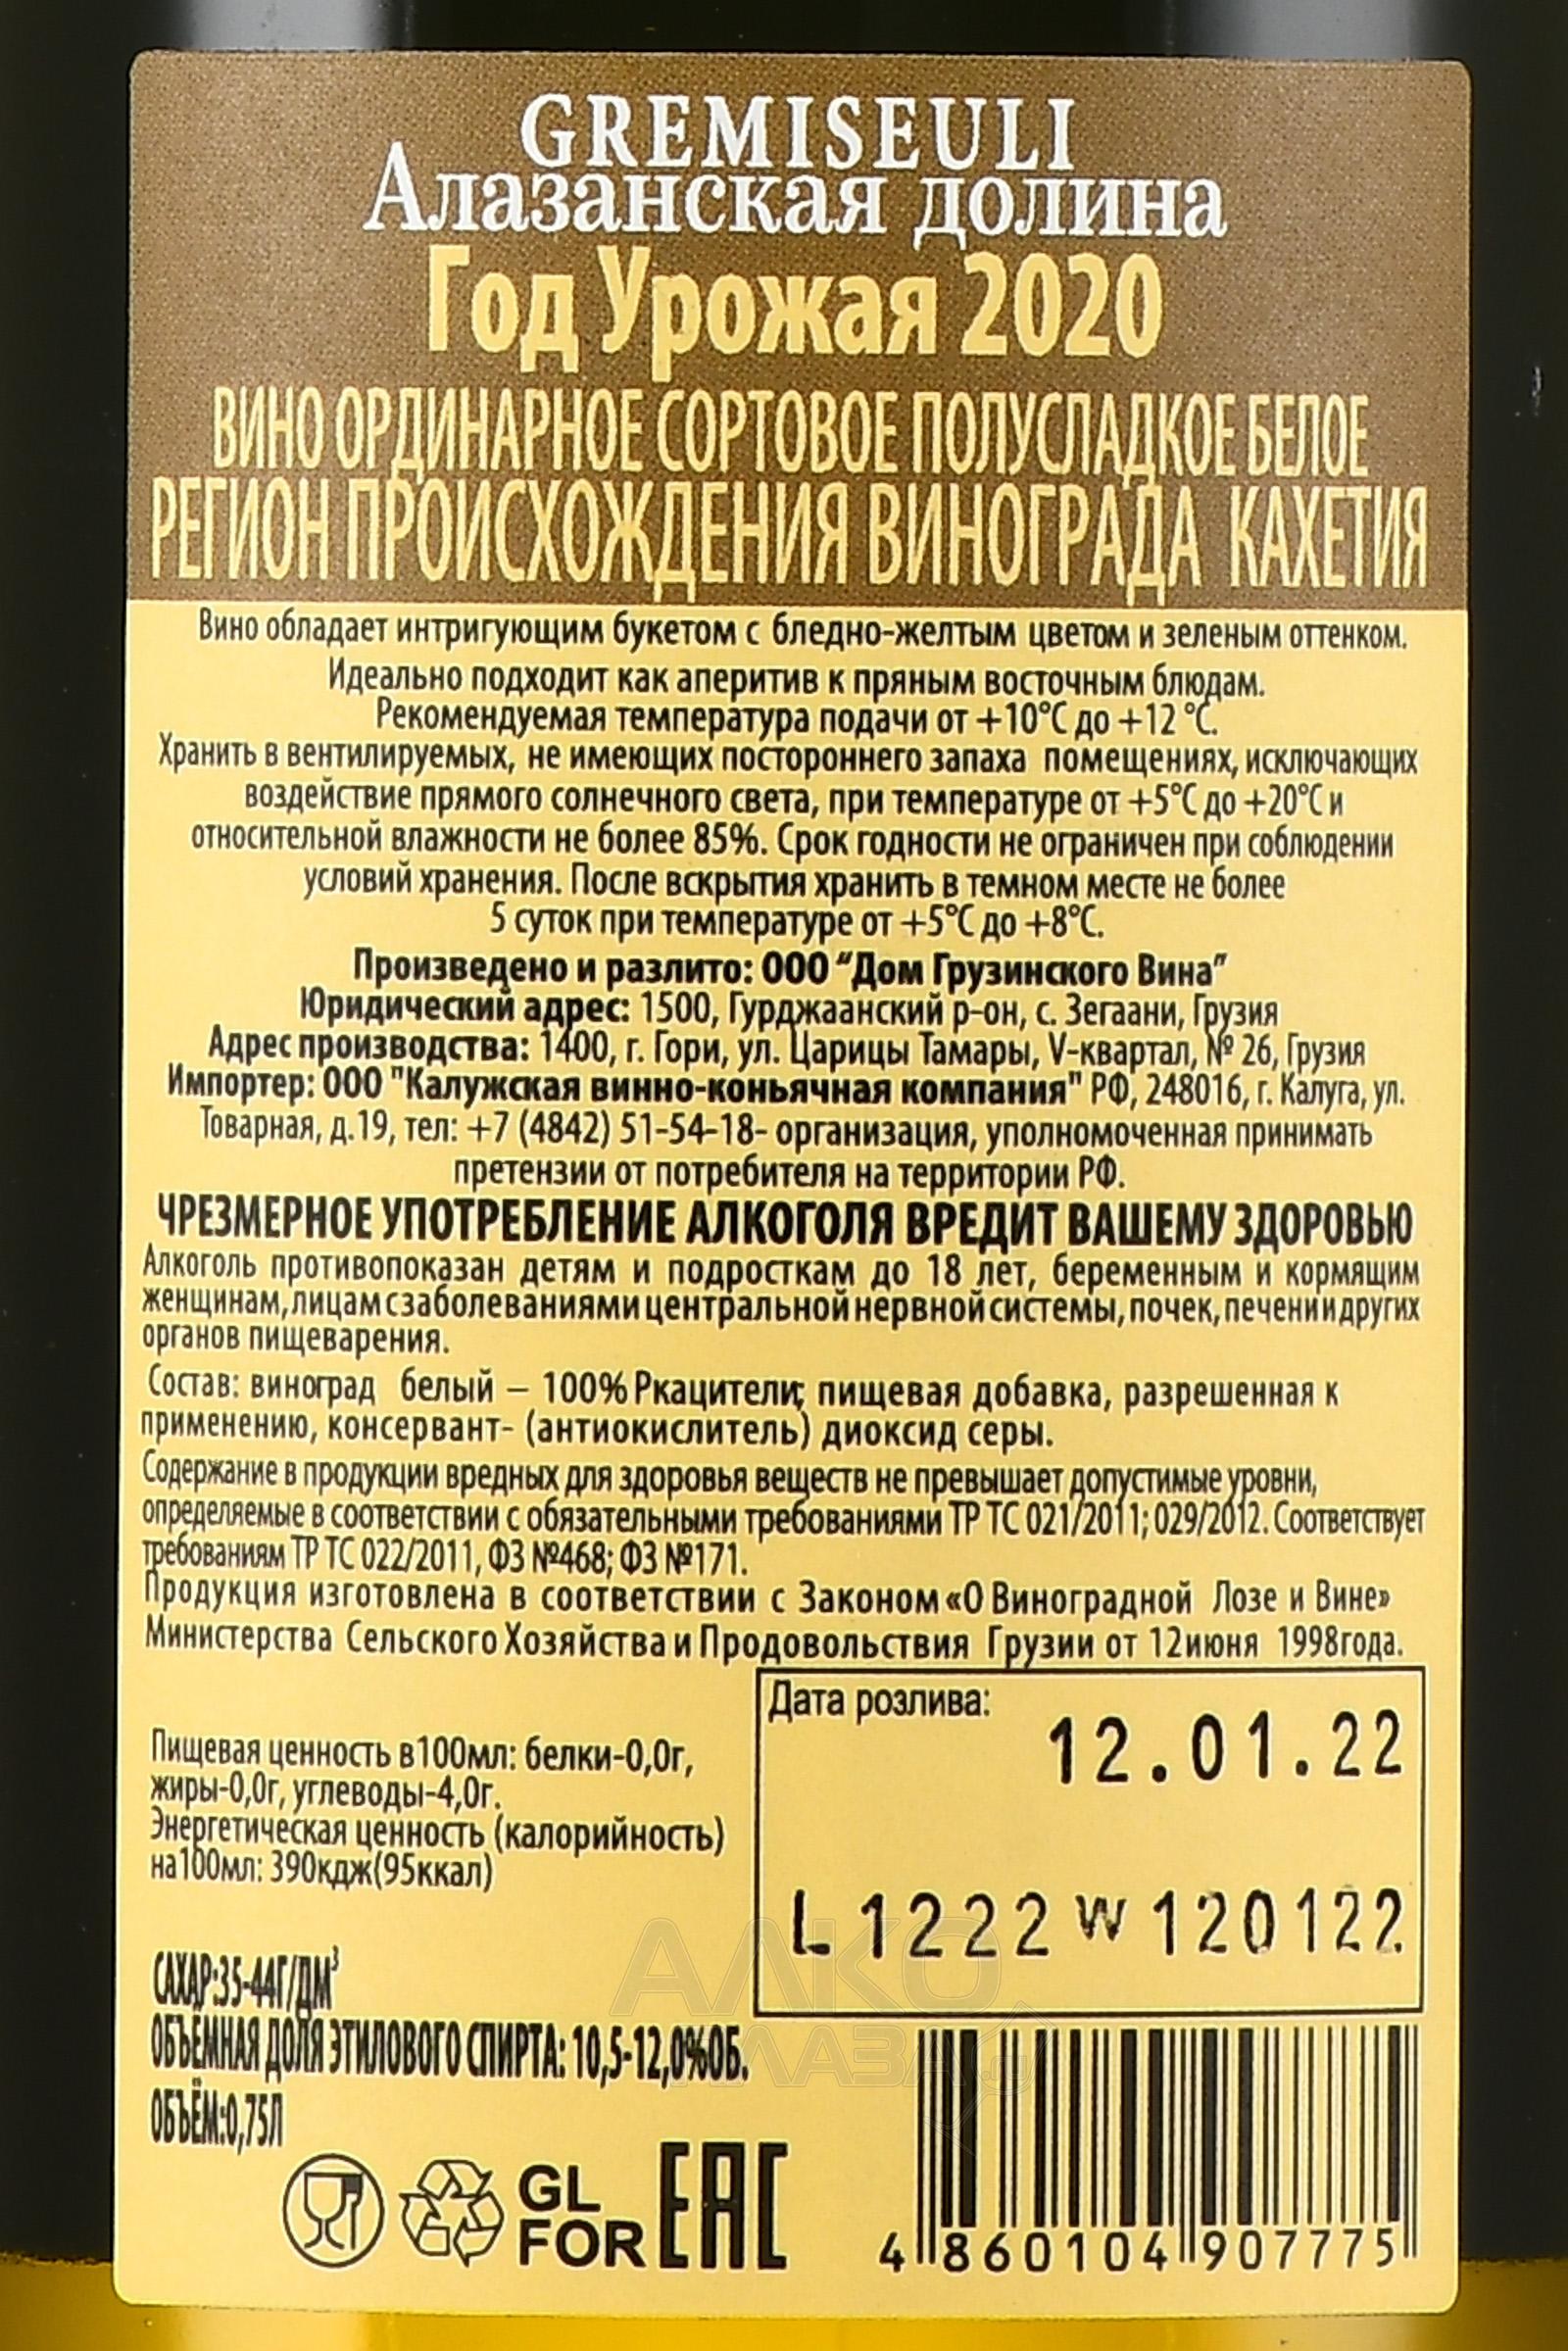 GREMISEULI
Алазанская долина
Год Урожая 2020
ВИНО ОРДИНАРНОЕ СОРТОВОЕ ПОЛУСЛАДКОЕ БЕЛОЕ
РЕГИОН ПРОИСХОЖДЕНИЯ ВИНОГРАДА КАХЕТИЯ
Вино обладает интригующим букетом с бледно-желтым цветом и зеленым оттенком.
Идеально подходит как аперитив к пряным восточным блюдам.
Рекомендуемая температура подачи от +10°С до +12 °С.
Хранить в вентилируемых, не имеющих постороннего запаха помещениях, исключающих
воздействие прямого солнечного света, при температуре от +5°С до +20°С и
относительной влажности не более 85%. Срок годности не ограничен при соблюдении
условий хранения. После вскрытия хранить в темном месте не более
5 суток при температуре от +5°С до +8°С.
Произведено и разлито: ООО “Дом Грузинского Вина”
Юридический адрес: 1500, Гурджаанский р-он, с. Зегаани, Грузия
Адрес производства: 1400, г. Гори, ул. Царицы Тамары, V-квартал, № 26, Грузия
Импортер: ООО "Калужская винно-коньячная компания" РФ, 248016, г. Калуга, ул.
Товарная, д.19, тел: +7 (4842) 51-54-18- организация, уполномоченная принимать
претензии от потребителя на территории РФ.
ЧРЕЗМЕРНОЕ УПОТРЕБЛЕНИЕ АЛКОГОЛЯ ВРЕДИТ ВАШЕМУ ЗДОРОВЬЮ
Алкоголь противопоказан детям и подросткам до 18 лет, беременным и кормящим
женщинам, лицам с заболеваниями центральной нервной системы, почек, печени и других
органов пищеварения.
Состав: виноград белый – 100% Ркацители; пищевая добавка, разрешенная к
применению, консервант- (антиокислитель) диоксид серы.
Содержание в продукции вредных для здоровья веществ не превышает допустимые уровни,
определяемые в соответствии с обязательными требованиями ТР ТС 021/2011; 029/2012. Соответствует
требованиям ТР ТС 022/2011, ФЗ №468; ФЗ №171.
Продукция изготовлена в соответствии с Законом «О Виноградной Лозе и Вине»
Министерства Сельского Хозяйства и Продовольствия Грузии от 12июня 1998года.
Дата розлива:
12.01.22
L 1222 w 120122
Пищевая ценность в100мл: белки-0,0г,
жиры-0,0г, углеводы-4,0г.
Энергетическая ценность (калорийность)
на100мл: 390кдж(95ккал)
САХАР:35-44Г/ДМ³
ОБЪЕМНАЯ ДОЛЯ ЭТИЛОВОГО СПИРТА: 10,5-12,0%ОБ.
ОБЪЁМ:0,75Л
GL
FOR
EAC
4 860104 907775